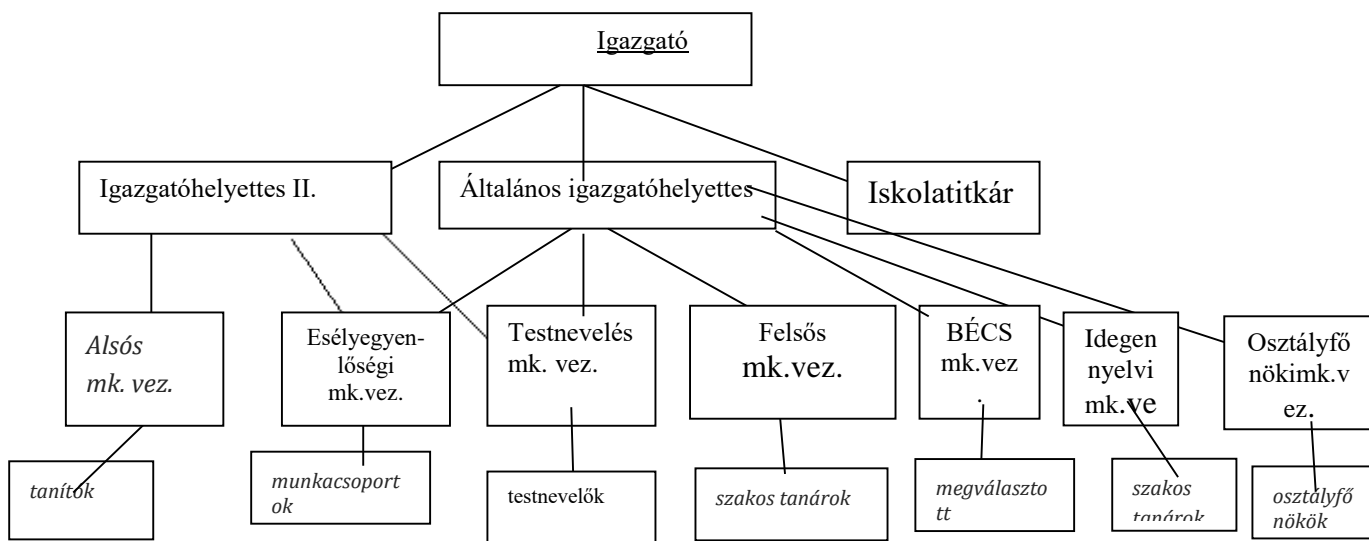 Igazgató
Igazgatóhelyettes II.
Általános igazgatóhelyettes
Iskolatitkár
Alsós
mk. vez.
Esélyegyen-
lőségi
mk.vez.
Testnevelés
mk. vez.
Felsős
mk.vez.
BÉCS
mk.vez
.
Idegen
nyelvi
mk.ve
Osztályfő
nökimk.v
ez.
tanítók
munkacsoport
ok
testnevelők
szakos tanárok
megválaszto
tt
szakos
tanárok
osztályfő
nökök